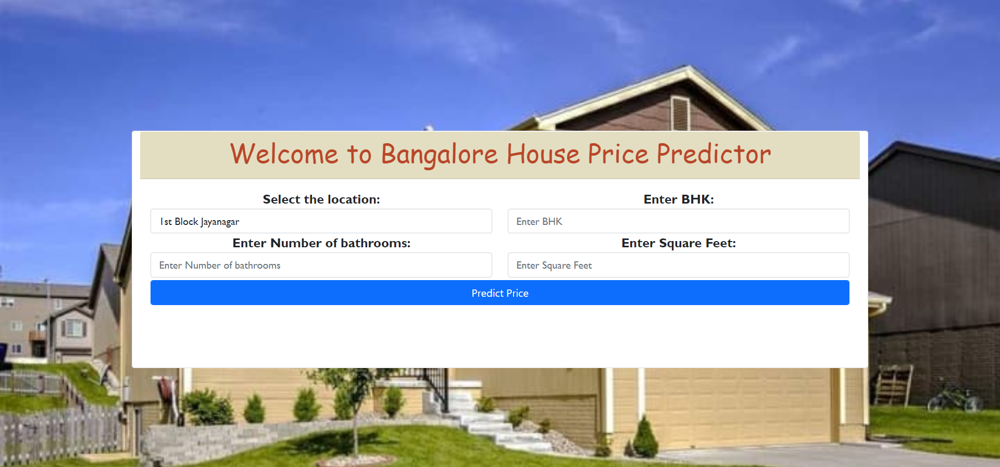 Welcome to Bangalore House Price Predictor
Select the location:
Enter BHK:
1st Block Jayanagar
Enter BHK
Enter Number of bathrooms:
Enter Square Feet:
Enter Number of bathrooms
Enter Square Feet
Predict Price